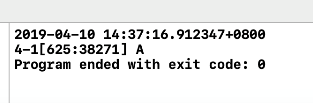 2019-04-10 14:37:16.912347+0800
4-1[625:38271] A
Program ended with exit code: 0